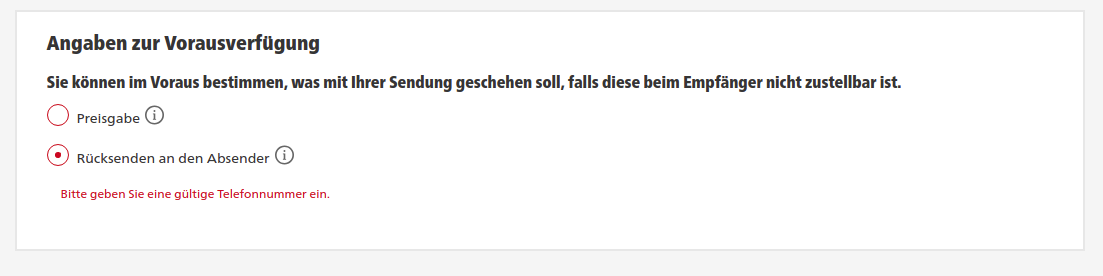 Angaben zur Vorausverfügung
Sie können im Voraus bestimmen, was mit Ihrer Sendung geschehen soll, falls diese beim Empfänger nicht zustellbar ist.
Preisgabe
Rücksenden an den Absender
Bitte geben Sie eine gültige Telefonnummer ein.